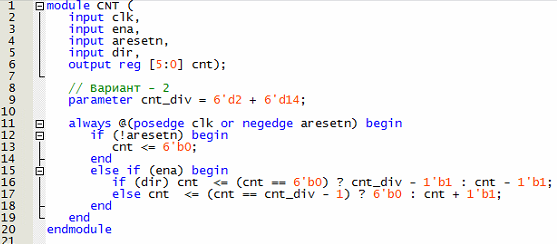 1 module CNT (
2 input clk,
3 input ena,
4 input aresetn,
5 input dir,
6 output reg [5:0] cnt);
7
8 // Вариант - 2
9 parameter cnt_div = 6'd2 + 6'd14;
10
11 always @(posedge clk or negedge aresetn) begin
12 if (!aresetn) begin
13 cnt <= 6'b0;
14 end
15 else if (ena) begin
16 if (dir) cnt <= (cnt == 6'b0) ? cnt_div - 1'b1 : cnt - 1'b1;
17 else cnt <= (cnt == cnt_div - 1) ? 6'b0 : cnt + 1'b1;
18 end
19 end
20 endmodule
21